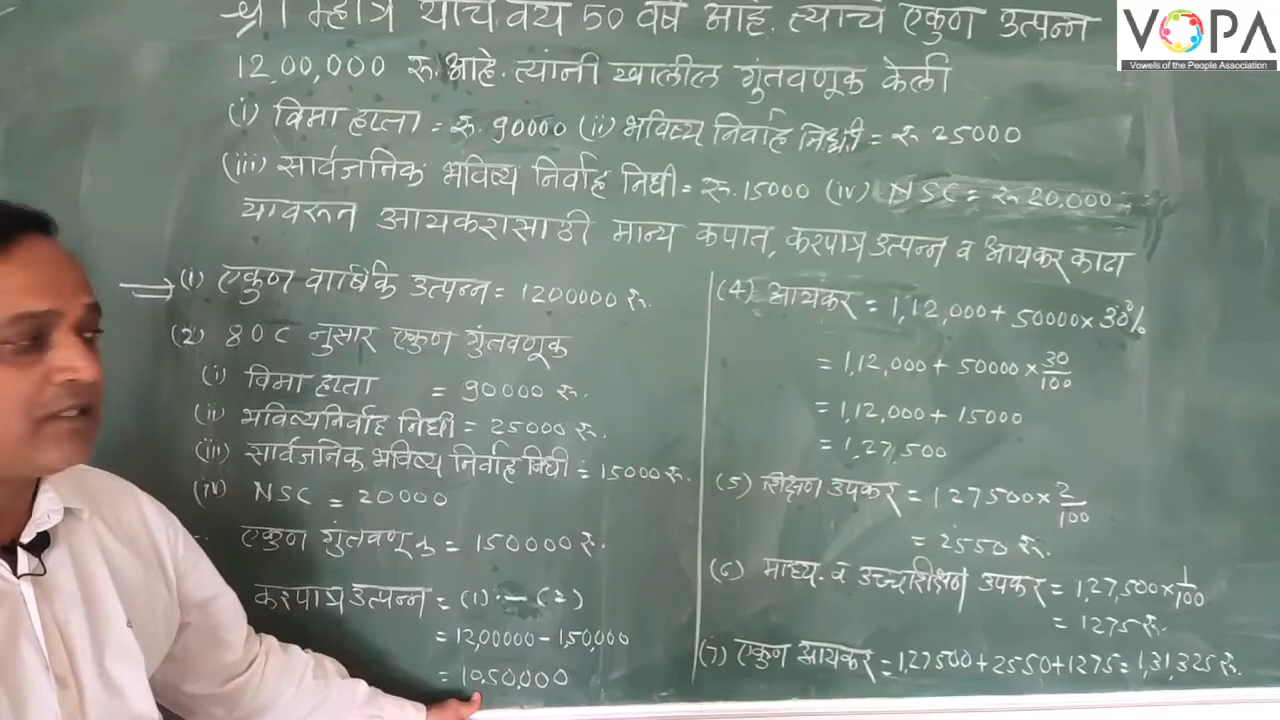 श्री म्हात्रे यांचे वय 50 वर्षे आहे. त्यांचे एकुण उत्पन्न
12,00,000 रु. आहे. त्यांनी खालील गुंतवणूक केली
(i) विमा हप्ता = रु. 90000 (ii) भविष्य निर्वाह निधी = रु 25000
(iii) सार्वजनिक भविष्य निर्वाह निधी = रु. 15000 (iv) NSC = रु 20,000
यावरून आयकरासाठी मान्य कपात, करपात्र उत्पन्न व आयकर काढा
→ (1) एकुण वार्षिक उत्पन्न = 1200000 रु.
(2) 80C नुसार एकुण गुंतवणूक
(i) विमा हप्ता = 90000 रु.
(ii) भविष्यनिर्वाह निधी = 25000 रु.
(iii) सार्वजनिक भविष्य निर्वाह निधी = 15000 रु.
(iv) NSC = 20000
एकुण गुंतवणूक = 150000 रु.
करपात्र उत्पन्न = (1) - (2)
= 12,00000 - 1,50,000
= 10,50,000
(4) आयकर = 1,12,000 + 50000 × 30%
= 1,12,000 + 50000 × 30/100
= 1,12,000 + 15000
= 1,27,500
(5) शिक्षण उपकर = 127500 × 2/100
= 2550 रु.
(6) माध्य. व उच्चशिक्षण उपकर = 1,27,500 × 1/100
= 1275 रु.
(7) एकुण आयकर = 1,27500 + 2550 + 1275 = 1,31,325 रु.
VOPA
Vowels of the People Association